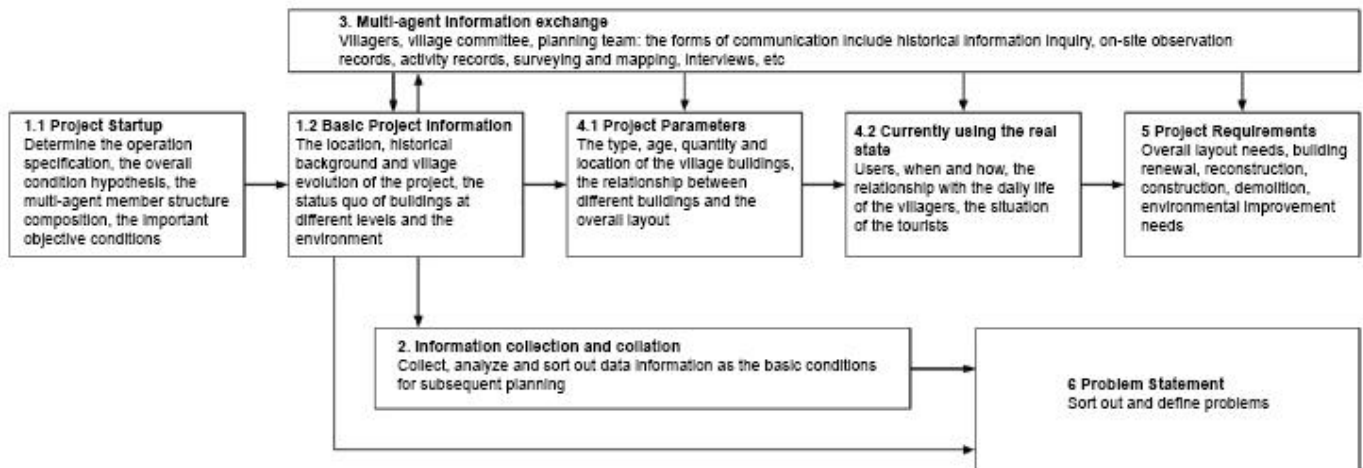 3. Multi-agent information exchange
Villagers, village committee, planning team: the forms of communication include historical information inquiry, on-site observation
records, activity records, surveying and mapping, interviews, etc
1.1 Project Startup
Determine the operation
specification, the overall
condition hypothesis, the
multi-agent member structure
composition, the important
objective conditions
1.2 Basic Project Information
The location, historical
background and village
evolution of the project, the
status quo of buildings at
different levels and the
environment
4.1 Project Parameters
The type, age, quantity and
location of the village buildings,
the relationship between
different buildings and the
overall layout
4.2 Currently using the real
state
Users, when and how, the
relationship with the daily life
of the villagers, the situation
of the tourists
5 Project Requirements
Overall layout needs, building
renewal, reconstruction,
construction, demolition,
environmental improvement
needs
2. Information collection and collation
Collect, analyze and sort out data information as the basic conditions
for subsequent planning
6 Problem Statement
Sort out and define problems